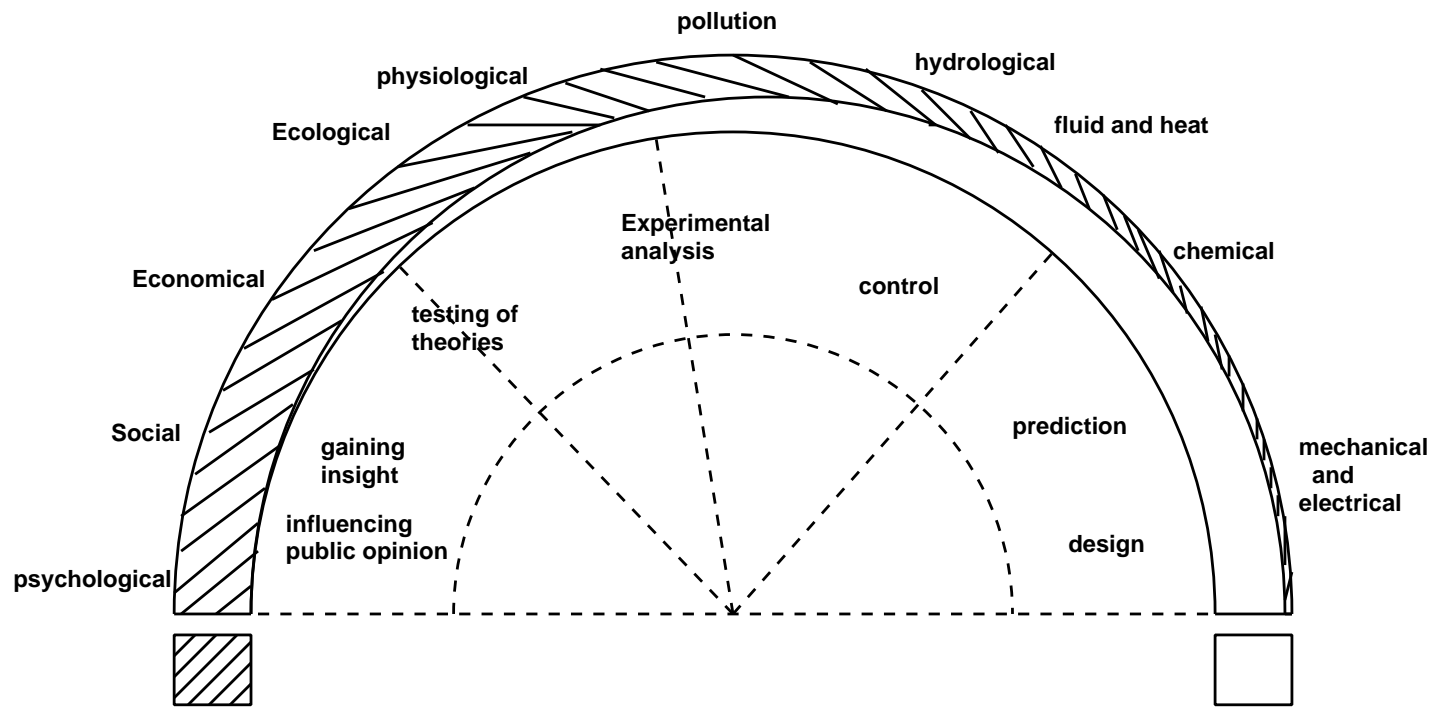 pollution
physiological
hydrological
Ecological
fluid and heat
Experimental
analysis
Economical
chemical
control
testing of
theories
Social
prediction
gaining
insight
mechanical
and
electrical
influencing
public opinion
design
psychological